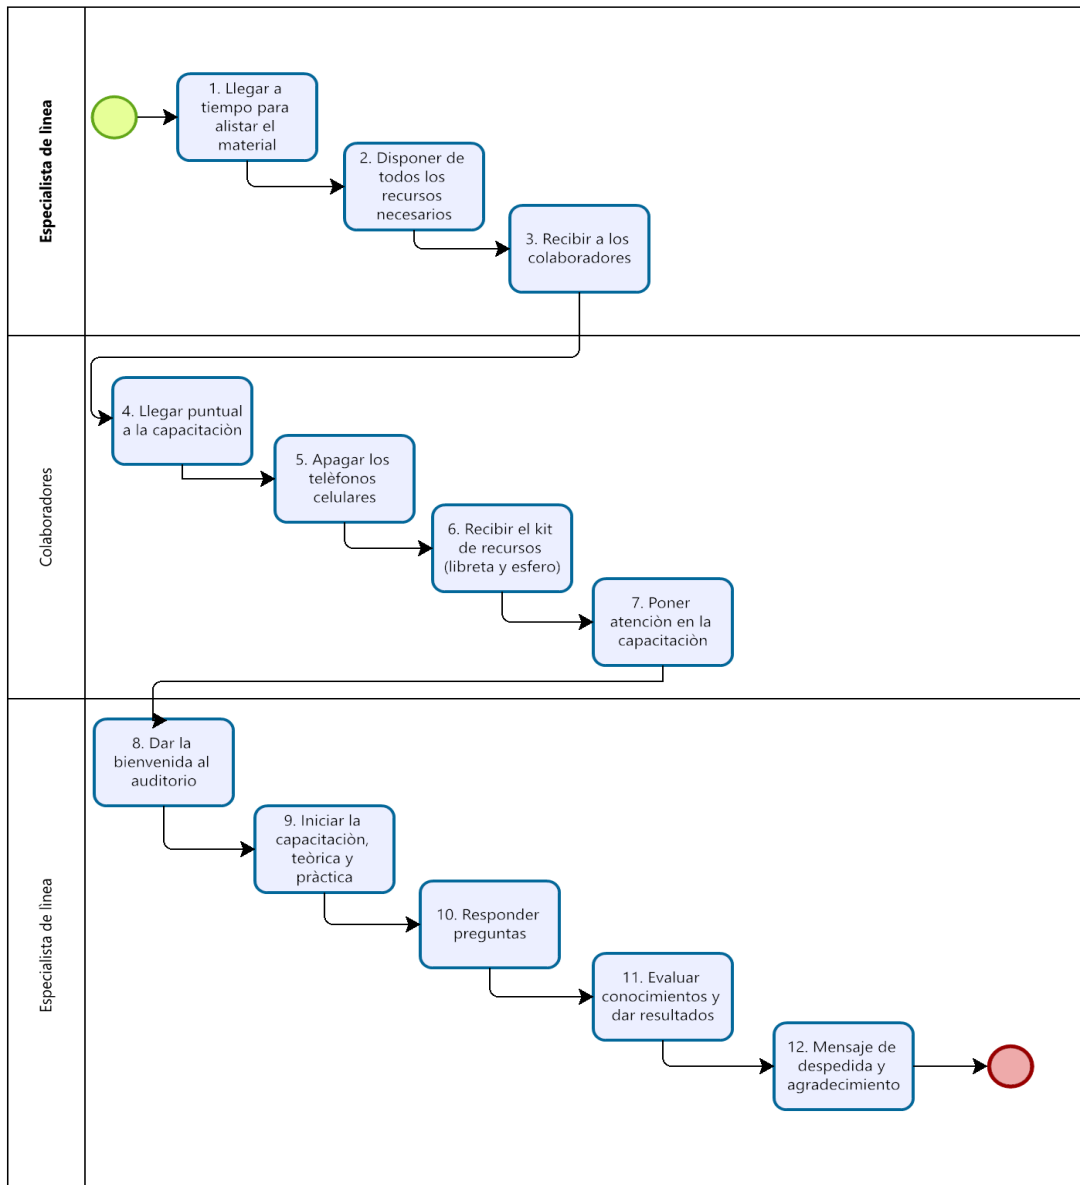 Especialista de lìnea
1. Llegar a
tiempo para
alistar el
material
2. Disponer de
todos los
recursos
necesarios
3. Recibir a los
colaboradores
Colaboradores
4. Llegar puntual
a la capacitaciòn
5. Apagar los
telèfonos
celulares
6. Recibir el kit
de recursos
(libreta y esfero)
7. Poner
atenciòn en la
capacitaciòn
Especialista de lìnea
8. Dar la
bienvenida al
auditorio
9. Iniciar la
capacitaciòn,
teòrica y
pràctica
10. Responder
preguntas
11. Evaluar
conocimientos y
dar resultados
12. Mensaje de
despedida y
agradecimiento